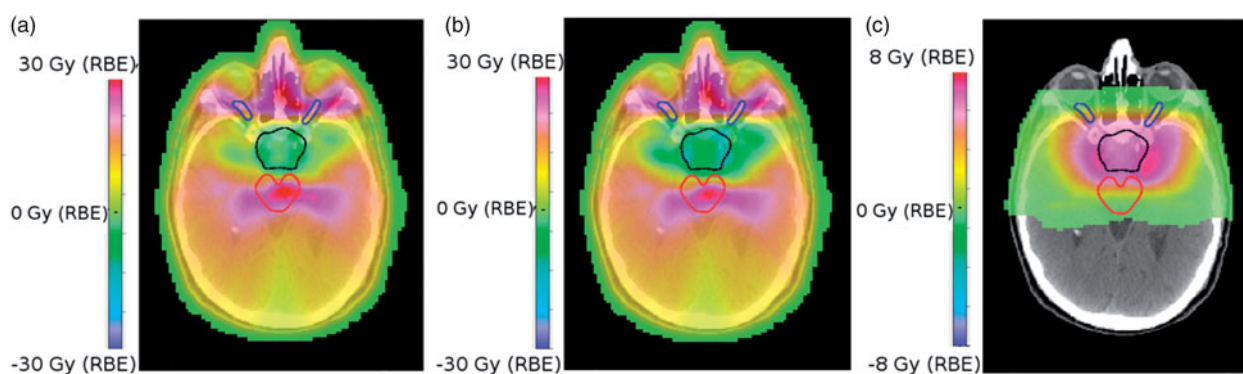 (a)
30 Gy (RBE)
0 Gy (RBE)
-30 Gy (RBE)
(b)
30 Gy (RBE)
0 Gy (RBE)
-30 Gy (RBE)
(c)
8 Gy (RBE)
0 Gy (RBE)
-8 Gy (RBE)